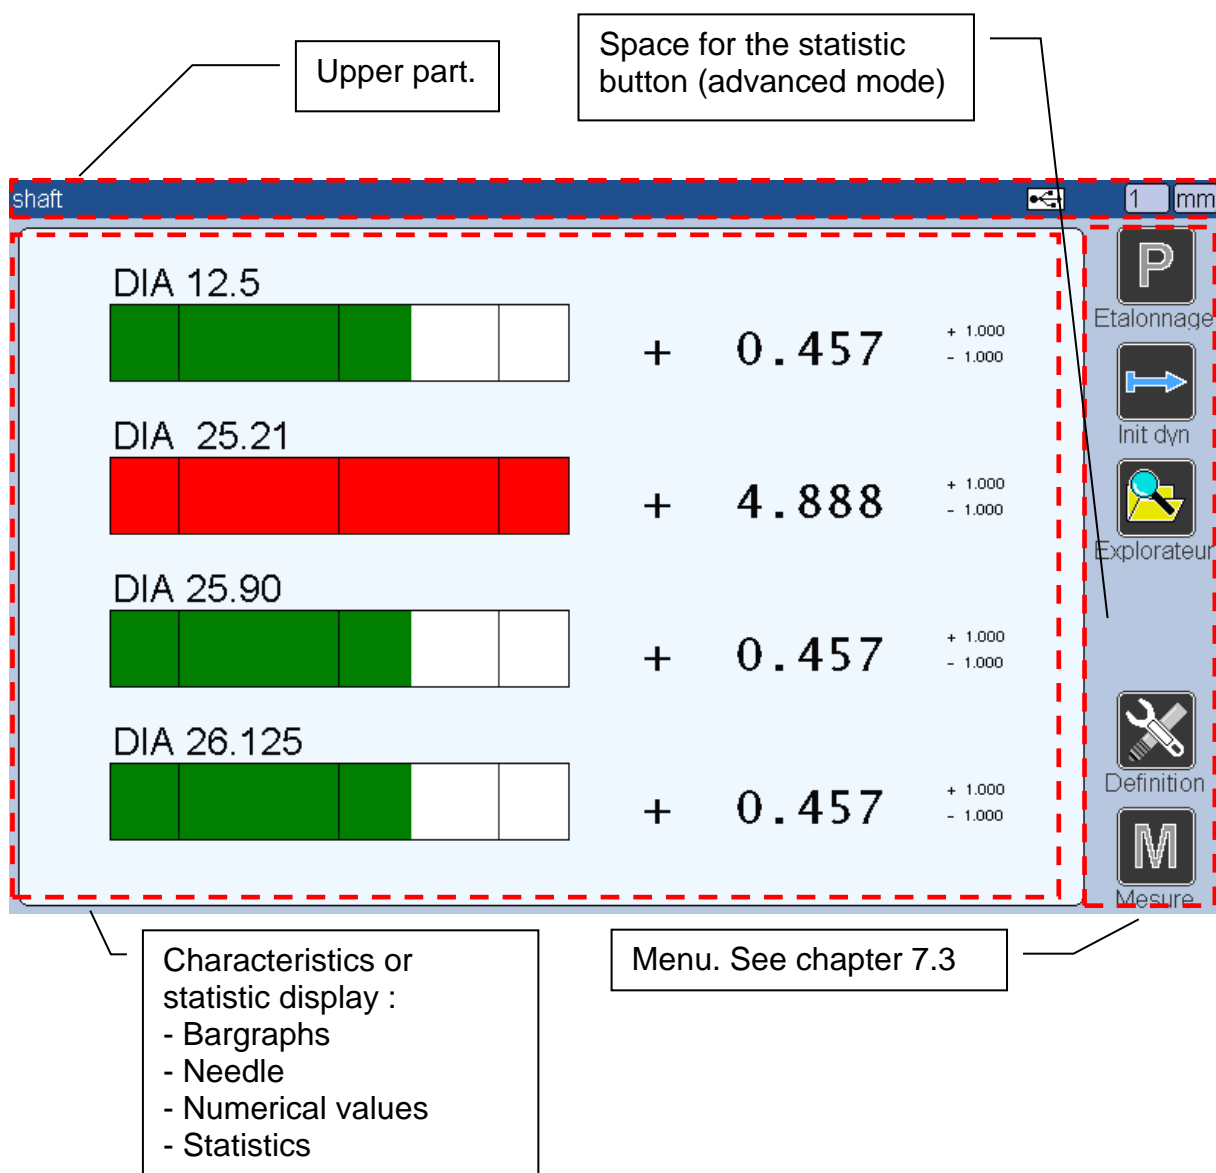 Upper part.
Space for the statistic
button (advanced mode)
shaft
1
mm
DIA 12.5
+ 0.457
+ 1.000
- 1.000
DIA 25.21
+ 4.888
+ 1.000
- 1.000
DIA 25.90
+ 0.457
+ 1.000
- 1.000
DIA 26.125
+ 0.457
+ 1.000
- 1.000
P
Etalonnage
Init dyn
Explorateur
Definition
M
Mesure
Characteristics or
statistic display :
- Bargraphs
- Needle
- Numerical values
- Statistics
Menu. See chapter 7.3